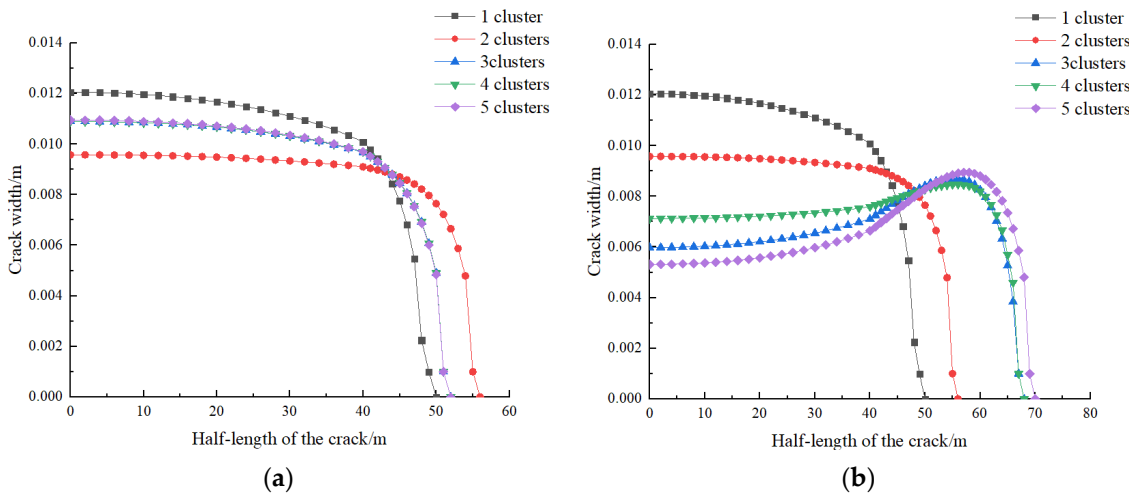 1 cluster
2 clusters
3clusters
4 clusters
5 clusters
0.014
0.012
0.010
0.008
0.006
0.004
0.002
0.000
Crack width/m
0 10 20 30 40 50 60
Half-length of the crack/m
(a)
1 cluster
2 clusters
3clusters
4 clusters
5 clusters
0.014
0.012
0.010
0.008
0.006
0.004
0.002
0.000
Crack width/m
0 10 20 30 40 50 60 70 80
Half-length of the crack/m
(b)